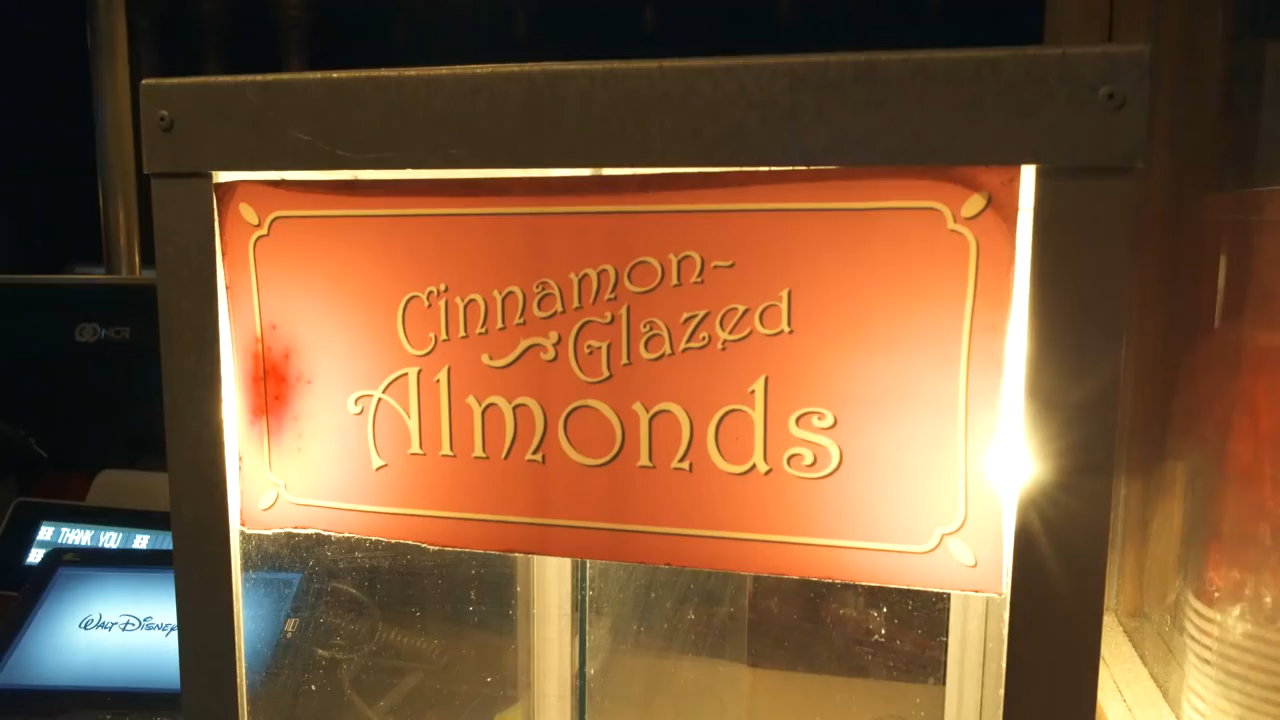 Cinnamon-
Glazed
Almonds
NCR
THANK YOU
WALT DISNEY